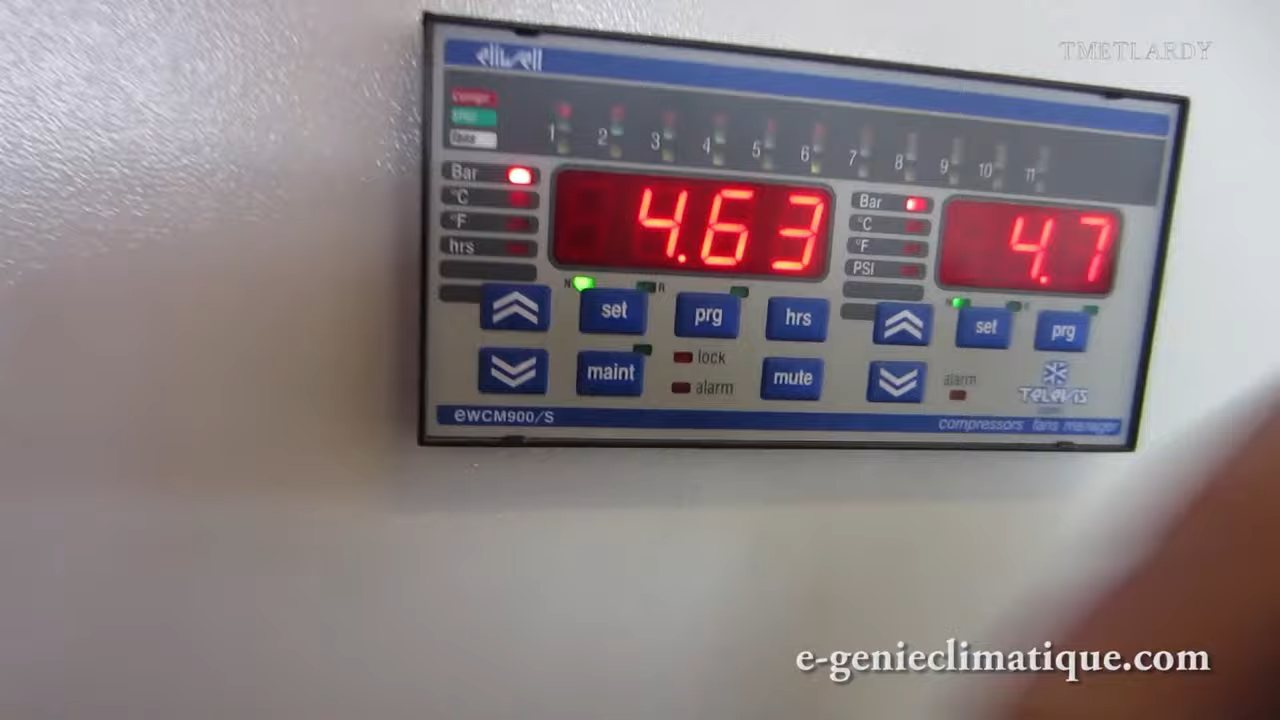 TMETLARDY
eliwell
Compr
Fans
1 2 3 4 5 6 7 8 9 10 11
Bar
°C
°F
hrs
4.63
Bar
°C
°F
PSI
4.7
N R
set prg hrs
set prg
maint lock
alarm
mute
alarm
TELEVIS
EWCM900/S
compressors fans manager
e-genieclimatique.com